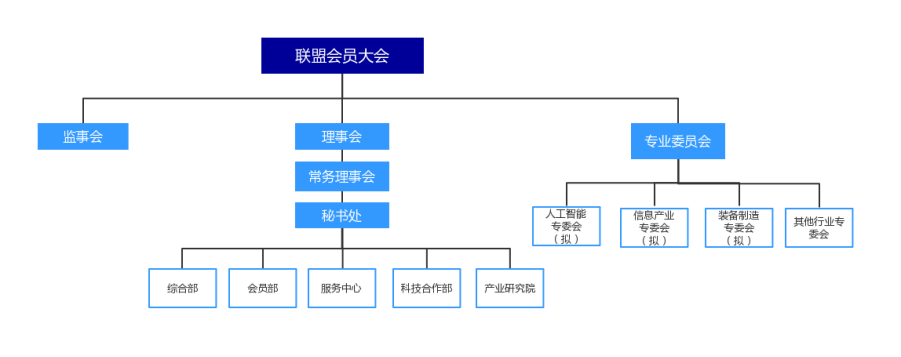 联盟会员大会
监事会
理事会
专业委员会
常务理事会
秘书处
人工智能
专委会
（拟）
信息产业
专委会
（拟）
装备制造
专委会
（拟）
其他行业专
委会
综合部
会员部
服务中心
科技合作部
产业研究院